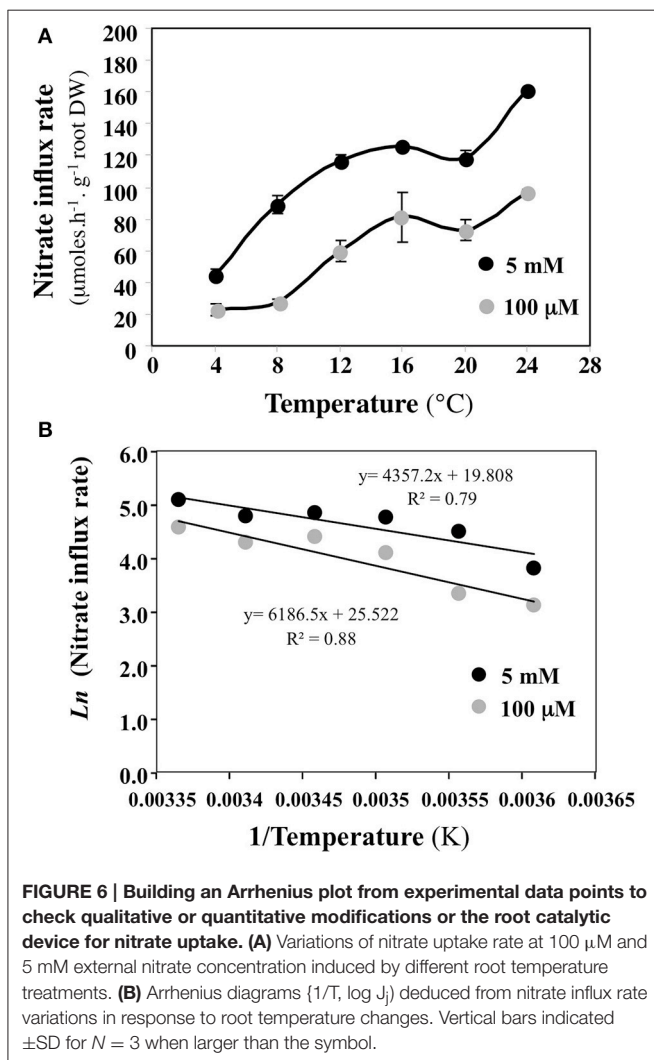 A
Nitrate influx rate
(μmoles.h⁻¹. g⁻¹ root DW)
200
180
160
140
120
100
80
60
40
20
0
5 mM
100 μM
0 4 8 12 16 20 24 28
Temperature (°C)
B
Ln (Nitrate influx rate)
6.0
5.0
4.0
3.0
2.0
1.0
0.0
y= 4357.2x + 19.808
R² = 0.79
y= 6186.5x + 25.522
R² = 0.88
5 mM
100 μM
0.00335 0.0034 0.00345 0.0035 0.00355 0.0036 0.00365
1/Temperature (K)
FIGURE 6 | Building an Arrhenius plot from experimental data points to
check qualitative or quantitative modifications or the root catalytic
device for nitrate uptake. (A) Variations of nitrate uptake rate at 100 μM and
5 mM external nitrate concentration induced by different root temperature
treatments. (B) Arrhenius diagrams {1/T, log Jj) deduced from nitrate influx rate
variations in response to root temperature changes. Vertical bars indicated
±SD for N = 3 when larger than the symbol.